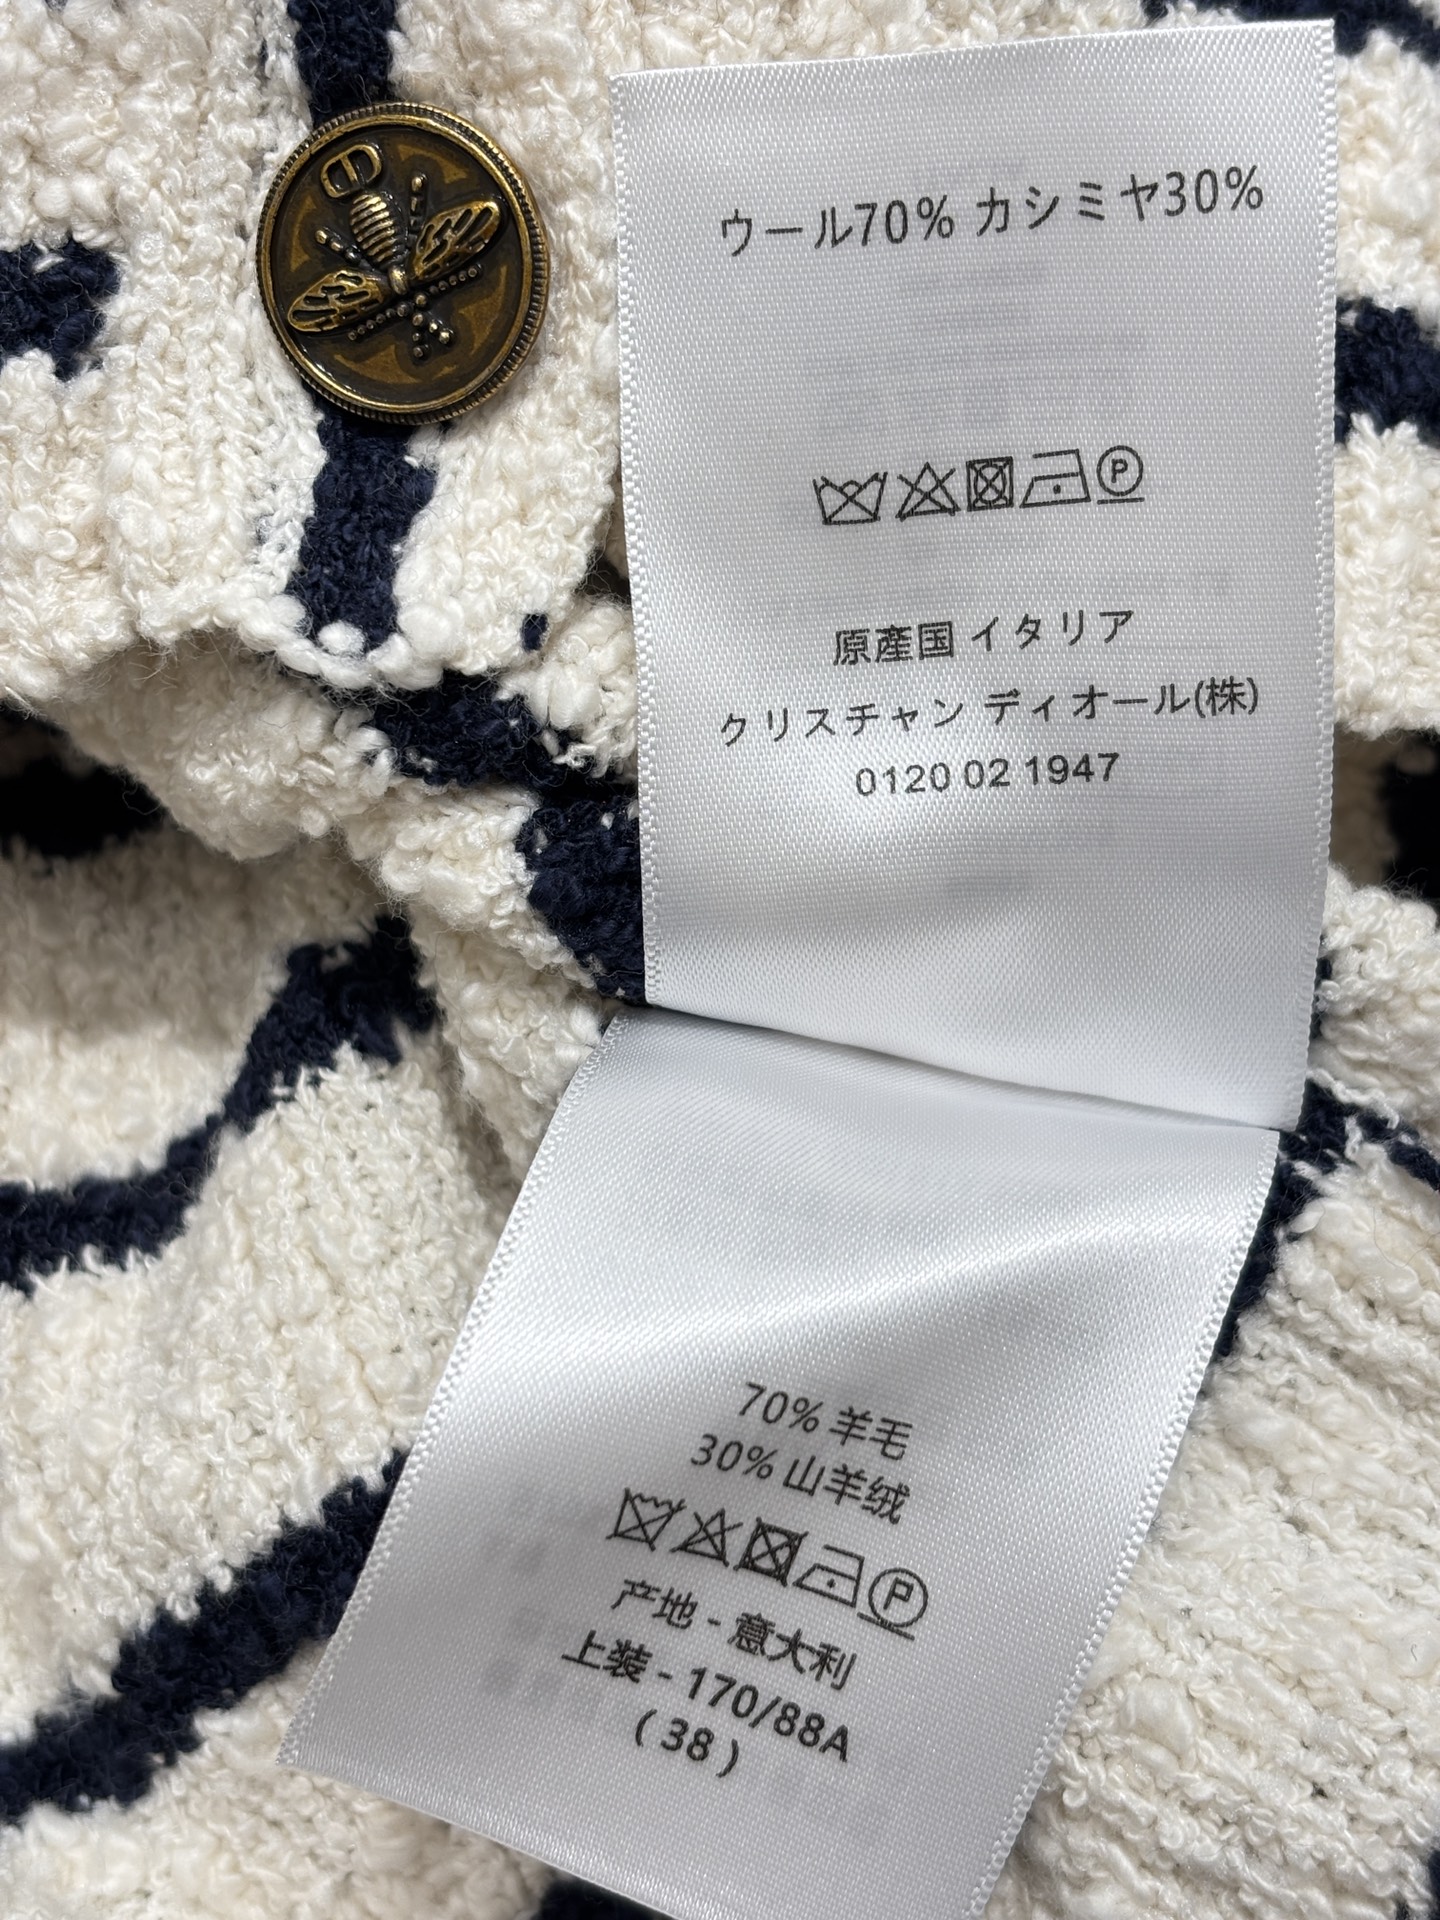 ウール70% カシミヤ30%
P
原産国 イタリア
クリスチャン ディオール(株)
0120 02 1947
70% 羊毛
30% 山羊绒
P
产地 - 意大利
上装 - 170/88A
( 38 )